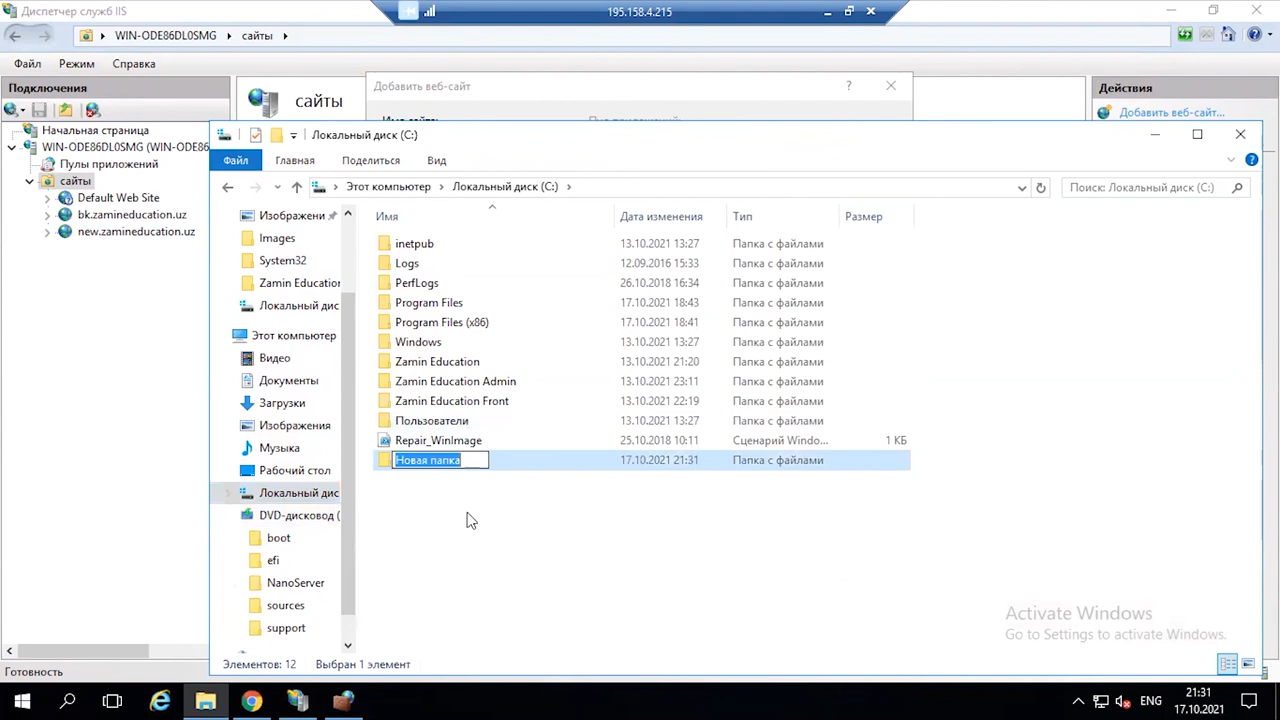 Диспетчер служб IIS
195.158.4.215
WIN-ODE86DL0SMG сайты
Файл Режим Справка
Подключения
Начальная страница
WIN-ODE86DL0SMG (WIN-ODE86
Пулы приложений
сайты
Default Web Site
bk.zamineducation.uz
new.zamineducation.uz
Готовность
сайты
Добавить веб-сайт ?
Действия
Добавить веб-сайт...
Локальный диск (C:)
Файл Главная Поделиться Вид
Этот компьютер Локальный диск (C:)
Поиск: Локальный диск (C:)
Изображени
Images
System32
Zamin Education
Локальный дис
Этот компьютер
Видео
Документы
Загрузки
Изображения
Музыка
Рабочий стол
Локальный дис
DVD-дисковод (
boot
efi
NanoServer
sources
support
Имя Дата изменения Тип Размер
inetpub 13.10.2021 13:27 Папка с файлами
Logs 12.09.2016 15:33 Папка с файлами
PerfLogs 26.10.2018 16:34 Папка с файлами
Program Files 17.10.2021 18:43 Папка с файлами
Program Files (x86) 17.10.2021 18:41 Папка с файлами
Windows 13.10.2021 13:27 Папка с файлами
Zamin Education 13.10.2021 21:20 Папка с файлами
Zamin Education Admin 13.10.2021 23:11 Папка с файлами
Zamin Education Front 13.10.2021 22:19 Папка с файлами
Пользователи 13.10.2021 13:27 Папка с файлами
Repair_WinImage 25.10.2018 10:11 Сценарий Windo... 1 КБ
Новая папка 17.10.2021 21:31 Папка с файлами
Элементов: 12 Выбран 1 элемент
Activate Windows
Go to Settings to activate Windows.
ENG
21:31
17.10.2021